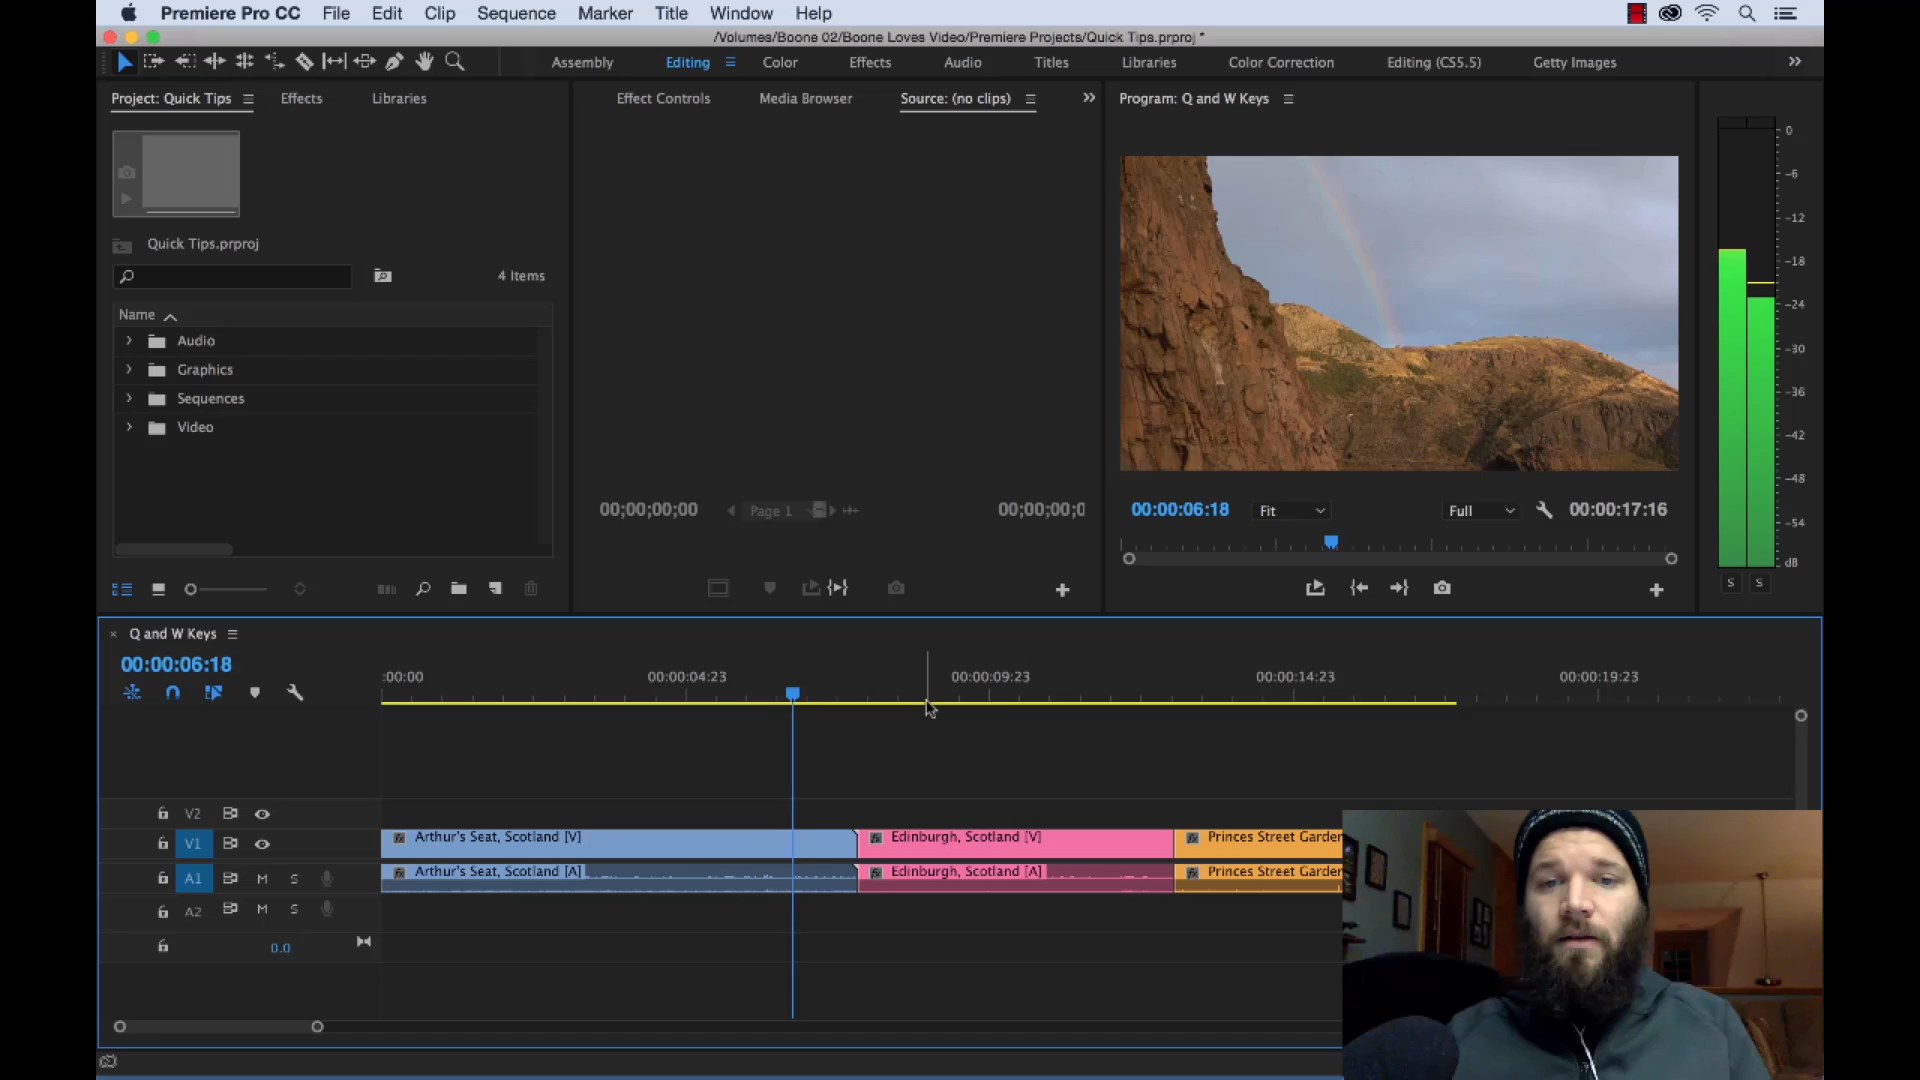 Premiere Pro CC File Edit Clip Sequence Marker Title Window Help
/Volumes/Boone 02/Boone Loves Video/Premiere Projects/Quick Tips.prproj *
Assembly Editing Color Effects Audio Titles Libraries Color Correction Editing (CS5.5) Getty Images
Project: Quick Tips Effects Libraries
Effect Controls Media Browser Source: (no clips)
Program: Q and W Keys
Quick Tips.prproj
4 Items
Name
Audio
Graphics
Sequences
Video
00;00;00;00 Page 1 00;00;00;0
00:00:06:18 Fit Full 00:00:17:16
0
-6
-12
-18
-24
-30
-36
-42
-48
-54
dB
S S
Q and W Keys
00:00:06:18
:00:00 00:00:04:23 00:00:09:23 00:00:14:23 00:00:19:23
V2
V1 Arthur's Seat, Scotland [V] Edinburgh, Scotland [V] Princes Street Garder
A1 M S Arthur's Seat, Scotland [A] Edinburgh, Scotland [A] Princes Street Garder
A2 M S
0.0